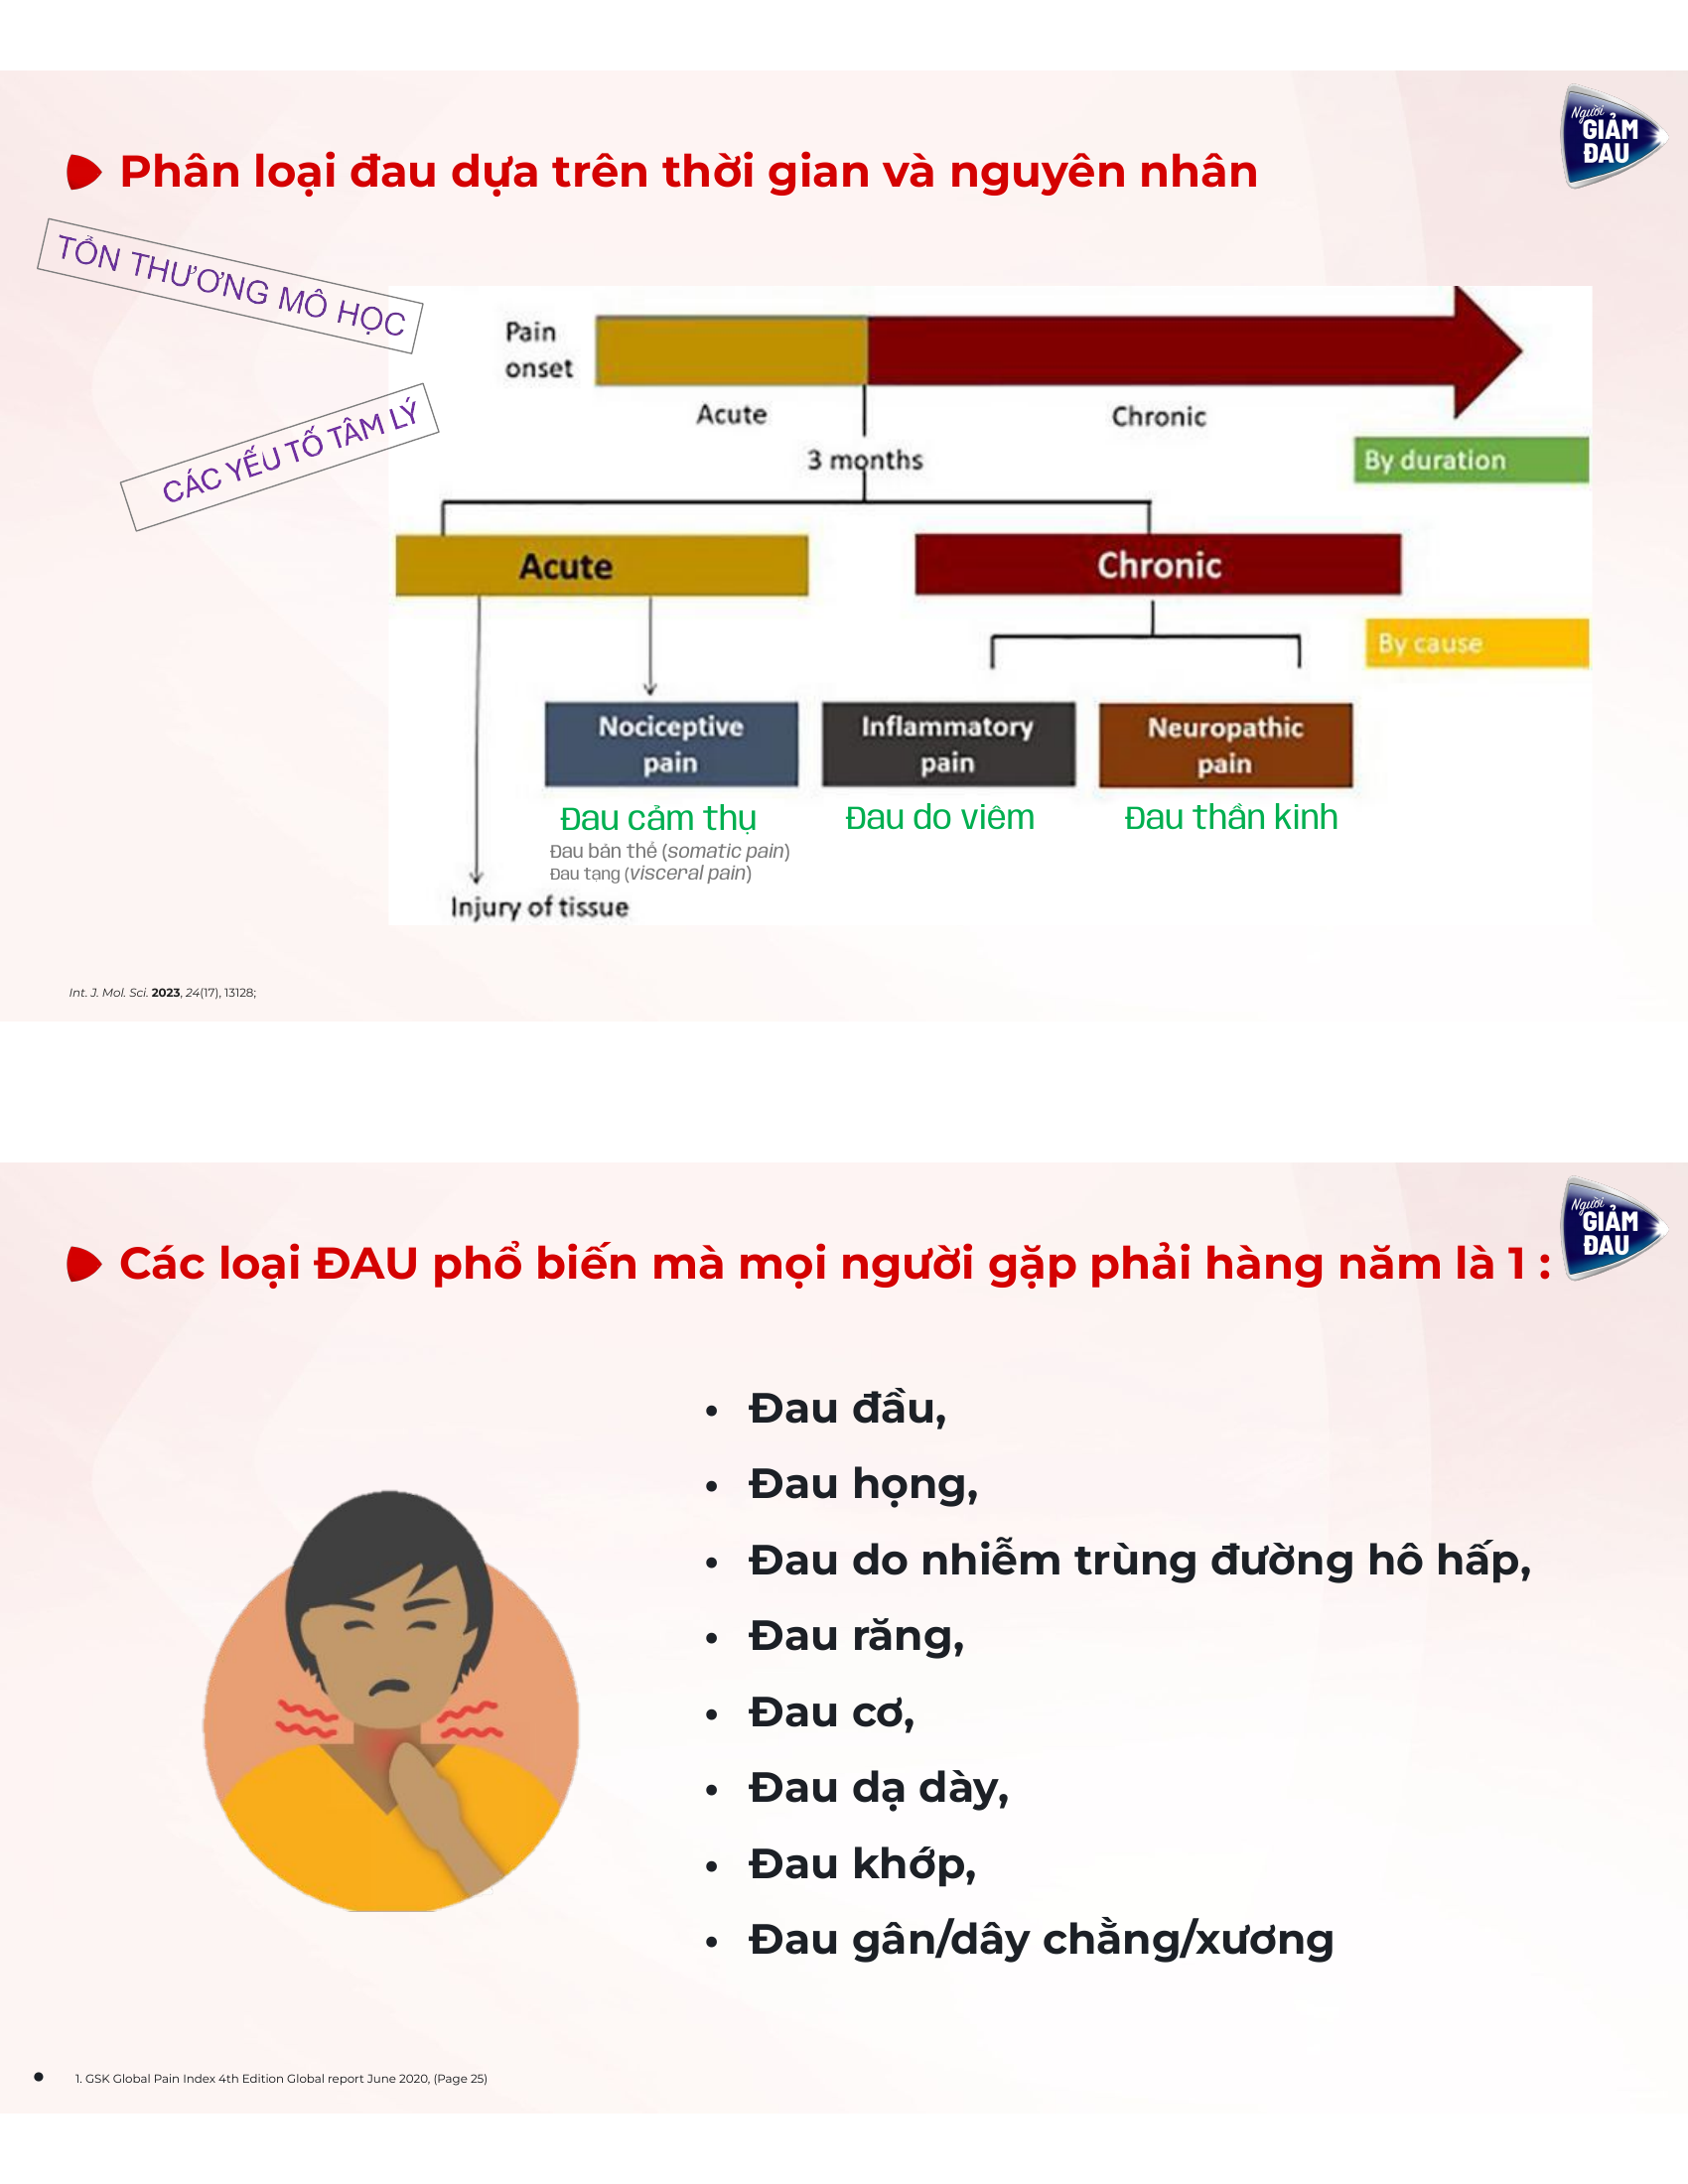 Người
GIẢM
ĐAU
Phân loại đau dựa trên thời gian và nguyên nhân
TỔN THƯƠNG MÔ HỌC
CÁC YẾU TỐ TÂM LÝ
Pain
onset
Acute
Chronic
3 months
By duration
Acute
Chronic
By cause
Nociceptive
pain
Inflammatory
pain
Neuropathic
pain
Đau cảm thụ
Đau do viêm
Đau thần kinh
Đau bản thể (somatic pain)
Đau tạng (visceral pain)
Injury of tissue
Int. J. Mol. Sci. 2023, 24(17), 13128;
Người
GIẢM
ĐAU
Các loại ĐAU phổ biến mà mọi người gặp phải hàng năm là 1 :
• Đau đầu,
• Đau họng,
• Đau do nhiễm trùng đường hô hấp,
• Đau răng,
• Đau cơ,
• Đau dạ dày,
• Đau khớp,
• Đau gân/dây chằng/xương
• 1. GSK Global Pain Index 4th Edition Global report June 2020, (Page 25)